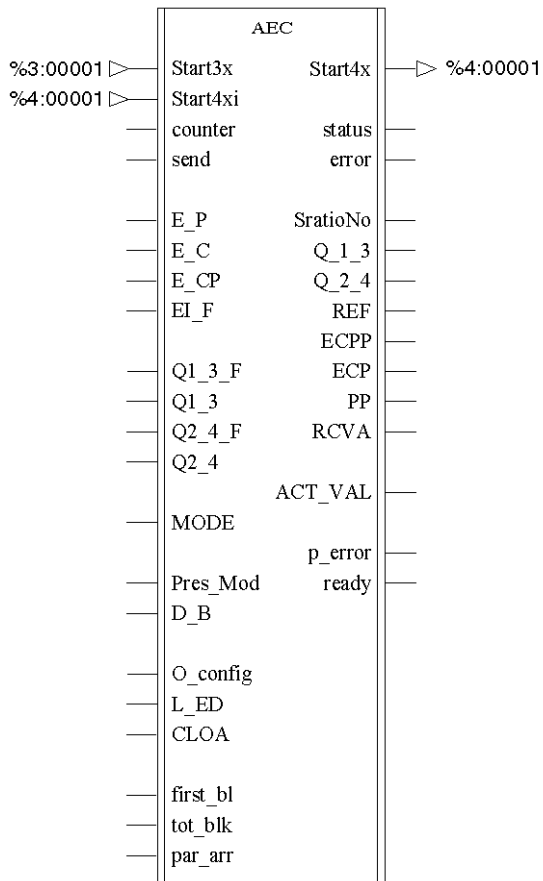 AEC
%3:00001 Start3x Start4x %4:00001
%4:00001 Start4xi
counter status
send error
E_P SratioNo
E_C Q_1_3
E_CP Q_2_4
EI_F REF
ECPP
Q1_3_F ECP
Q1_3 PP
Q2_4_F RCVA
Q2_4
ACT_VAL
MODE
p_error
Pres_Mod ready
D_B
O_config
L_ED
CLOA
first_bl
tot_blk
par_arr